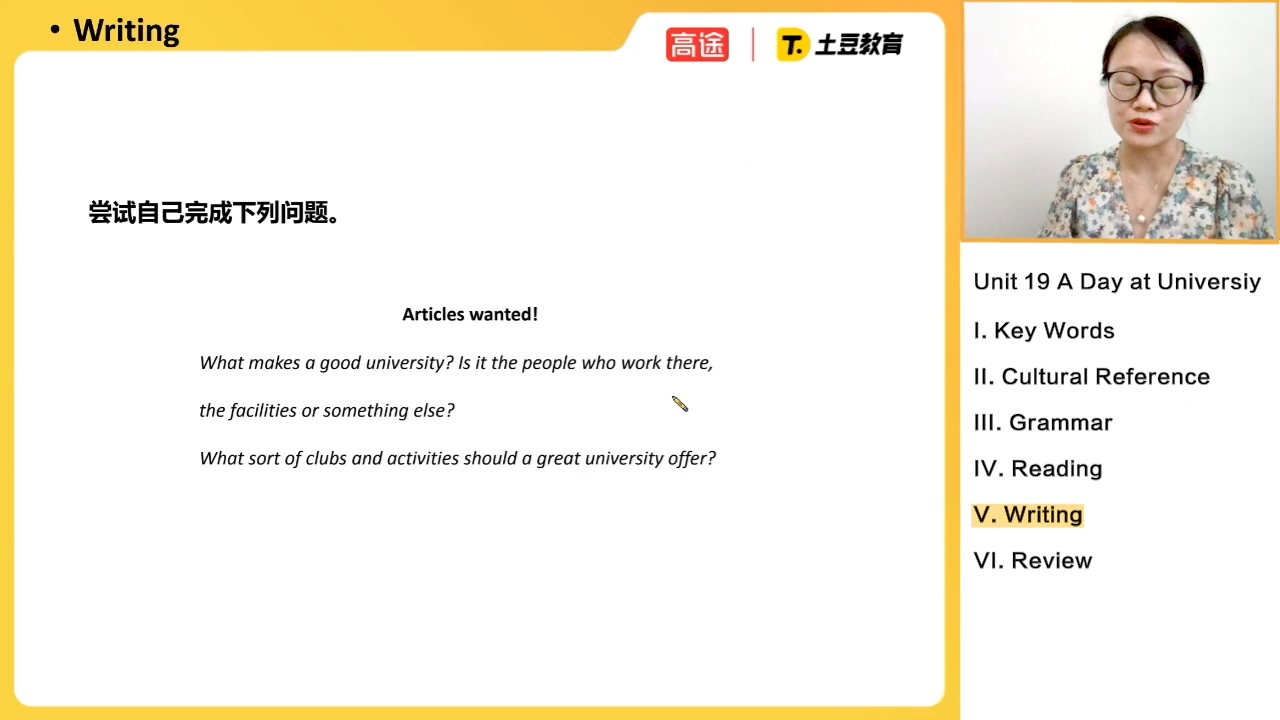 • Writing
高途
T. 土豆教育
尝试自己完成下列问题。
Articles wanted!
What makes a good university? Is it the people who work there,
the facilities or something else?
What sort of clubs and activities should a great university offer?
Unit 19 A Day at Universiy
I. Key Words
II. Cultural Reference
III. Grammar
IV. Reading
V. Writing
VI. Review